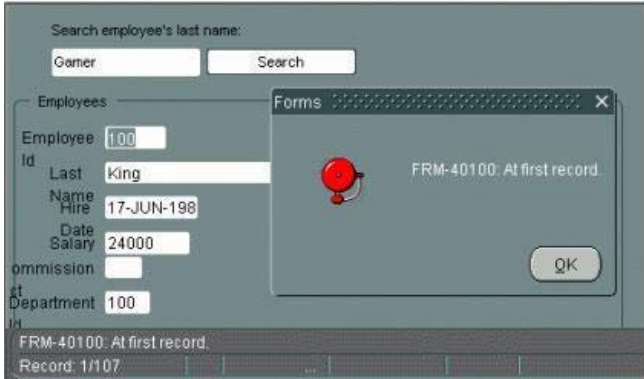 Search employee's last name:
Gamer
Search
Employees
Forms
FRM-40100: At first record.
OK
Employee Id
100
Last Name
King
Hire Date
17-JUN-198
Salary
24000
ommission
ct
Department Id
100
FRM-40100: At first record.
Record: 1/107
...